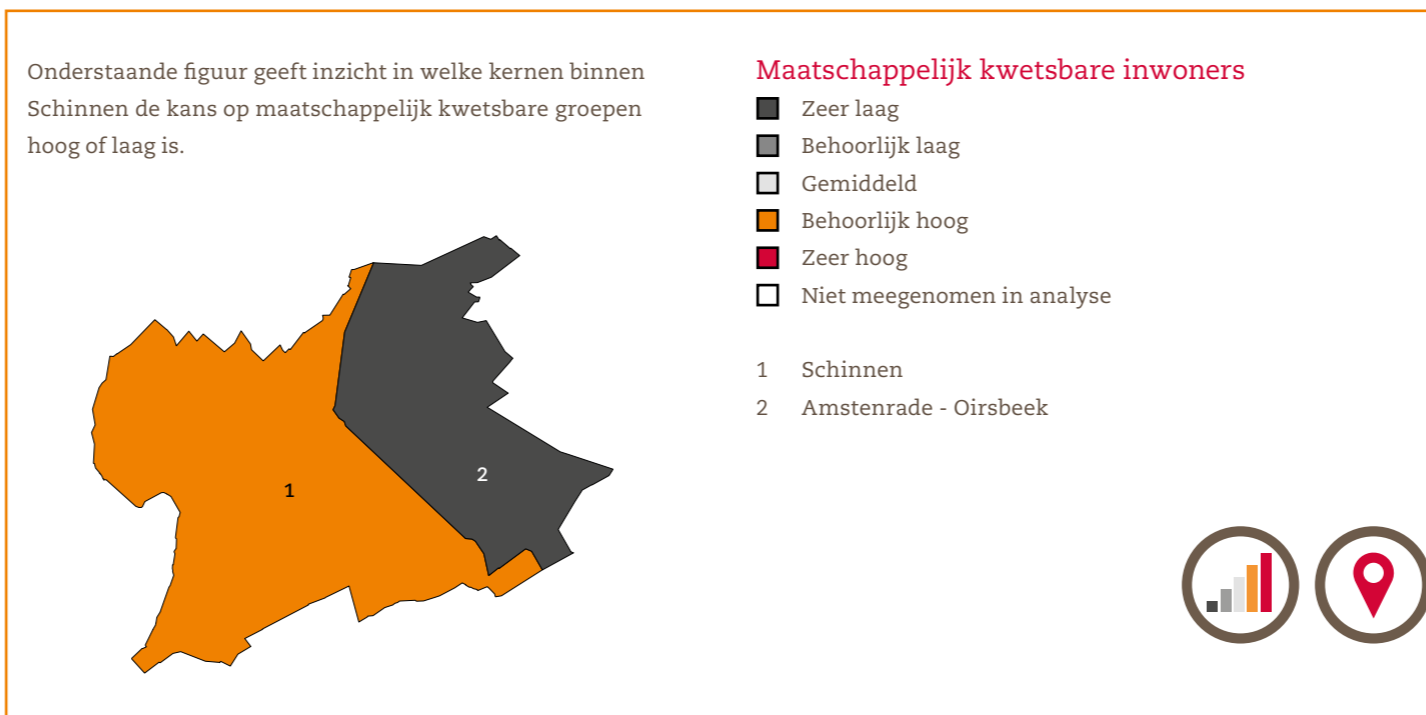 Onderstaande figuur geeft inzicht in welke kernen binnen
Schinnen de kans op maatschappelijk kwetsbare groepen
hoog of laag is.
Maatschappelijk kwetsbare inwoners
Zeer laag
Behoorlijk laag
Gemiddeld
Behoorlijk hoog
Zeer hoog
Niet meegenomen in analyse
1 Schinnen
2 Amstenrade - Oirsbeek
1
2